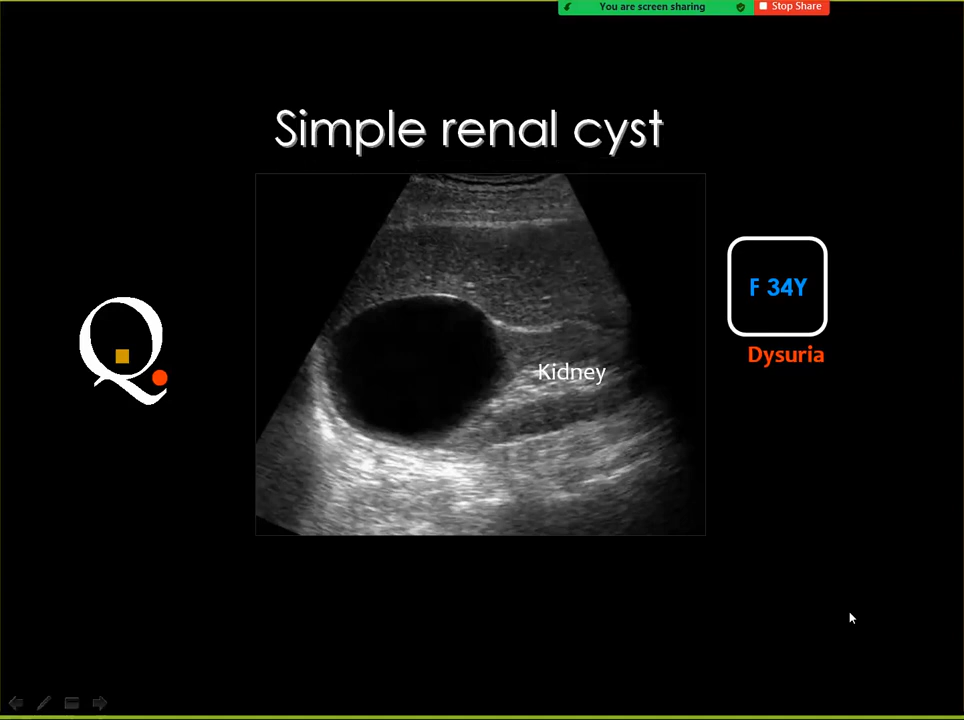 You are screen sharing
Stop Share
Simple renal cyst
Q
F 34Y
Dysuria
Kidney